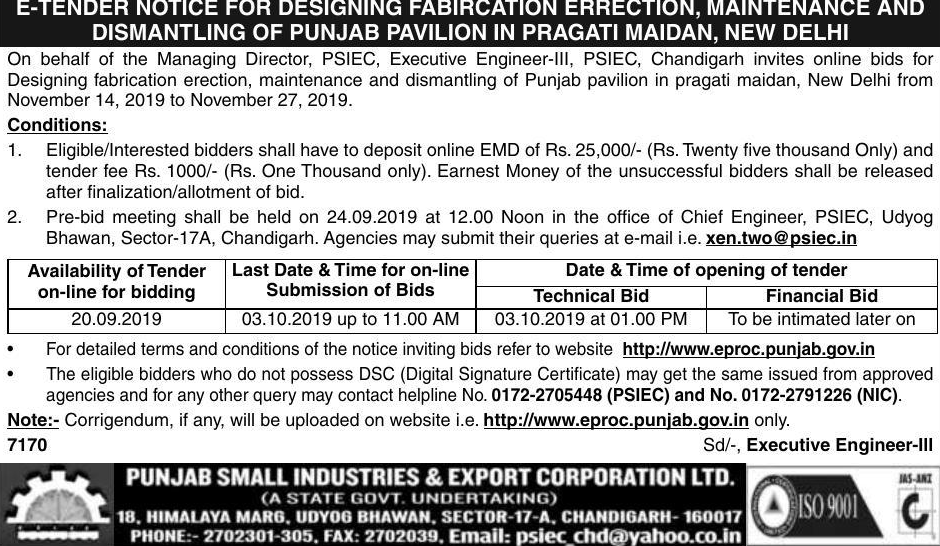 E-TENDER NOTICE FOR DESIGNING FABIRCATION ERRECTION, MAINTENANCE AND
DISMANTLING OF PUNJAB PAVILION IN PRAGATI MAIDAN, NEW DELHI
On behalf of the Managing Director, PSIEC, Executive Engineer-III, PSIEC, Chandigarh invites online bids for
Designing fabrication erection, maintenance and dismantling of Punjab pavilion in pragati maidan, New Delhi from
November 14, 2019 to November 27, 2019.
Conditions:
1. Eligible/Interested bidders shall have to deposit online EMD of Rs. 25,000/- (Rs. Twenty five thousand Only) and
tender fee Rs. 1000/- (Rs. One Thousand only). Earnest Money of the unsuccessful bidders shall be released
after finalization/allotment of bid.
2. Pre-bid meeting shall be held on 24.09.2019 at 12.00 Noon in the office of Chief Engineer, PSIEC, Udyog
Bhawan, Sector-17A, Chandigarh. Agencies may submit their queries at e-mail i.e. xen.two@psiec.in
Availability of Tender
on-line for bidding
Last Date & Time for on-line
Submission of Bids
Date & Time of opening of tender
Technical Bid
Financial Bid
20.09.2019
03.10.2019 up to 11.00 AM
03.10.2019 at 01.00 PM
To be intimated later on
• For detailed terms and conditions of the notice inviting bids refer to website http://www.eproc.punjab.gov.in
• The eligible bidders who do not possess DSC (Digital Signature Certificate) may get the same issued from approved
agencies and for any other query may contact helpline No. 0172-2705448 (PSIEC) and No. 0172-2791226 (NIC).
Note:- Corrigendum, if any, will be uploaded on website i.e. http://www.eproc.punjab.gov.in only.
7170
Sd/-, Executive Engineer-III
PUNJAB SMALL INDUSTRIES & EXPORT CORPORATION LTD.
(A STATE GOVT. UNDERTAKING)
18, HIMALAYA MARG, UDYOG BHAWAN, SECTOR-17-A, CHANDIGARH- 160017
PHONE:- 2702301-305, FAX: 2702039, Email: psiec_chd@yahoo.co.in
ISO 9001
JAS-ANZ